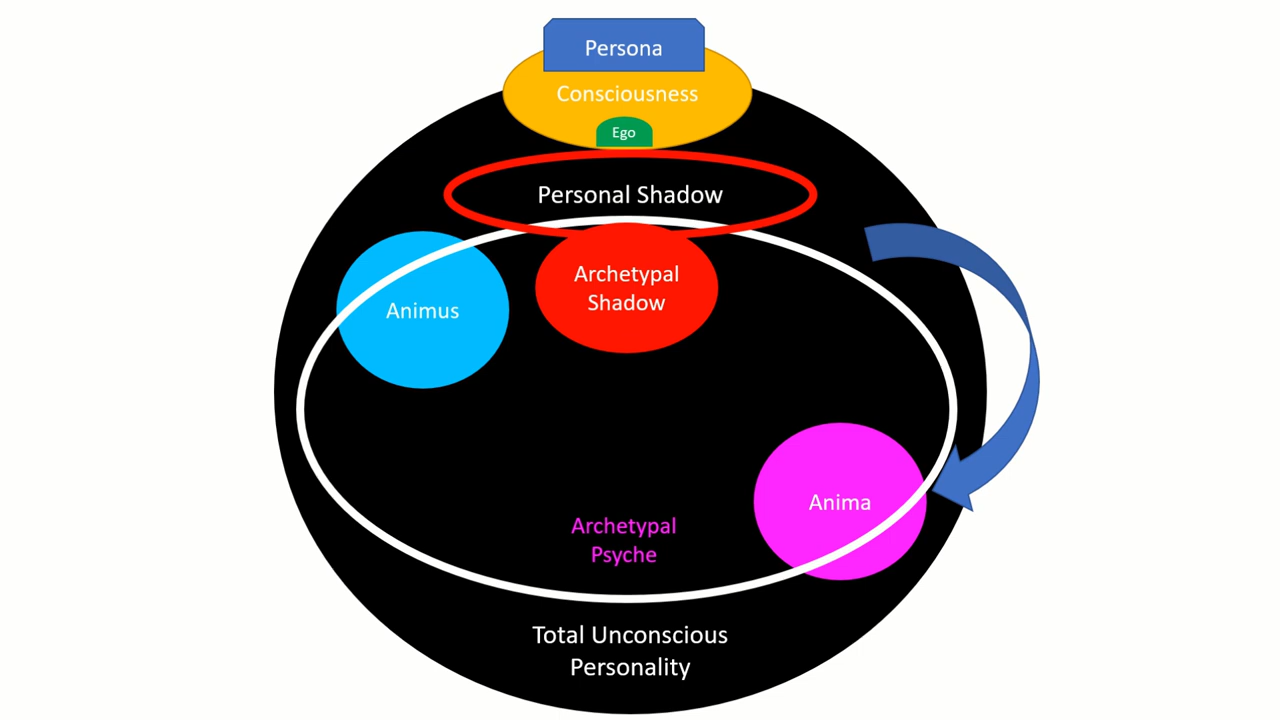 Persona
Consciousness
Ego
Personal Shadow
Archetypal
Shadow
Animus
Anima
Archetypal
Psyche
Total Unconscious
Personality